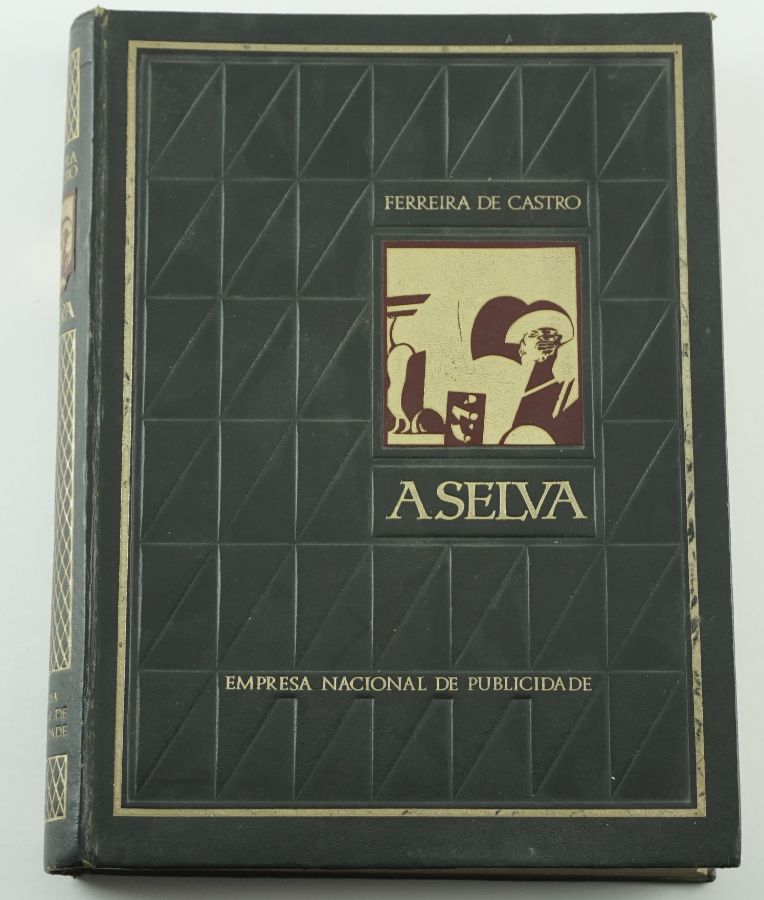 FERREIRA DE CASTRO
A SELVA
EMPRESA NACIONAL DE PUBLICIDADE